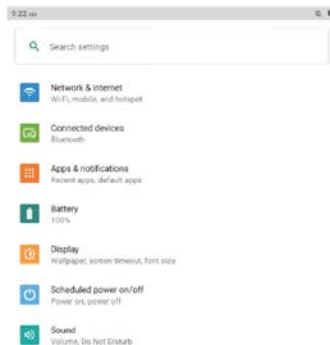 9:22 AM
Search settings
Network & internet
Wi-Fi, mobile, and hotspot
Connected devices
Bluetooth
Apps & notifications
Recent apps, default apps
Battery
100%
Display
Wallpaper, screen timeout, font size
Scheduled power on/off
Power on, power off
Sound
Volume, Do Not Disturb